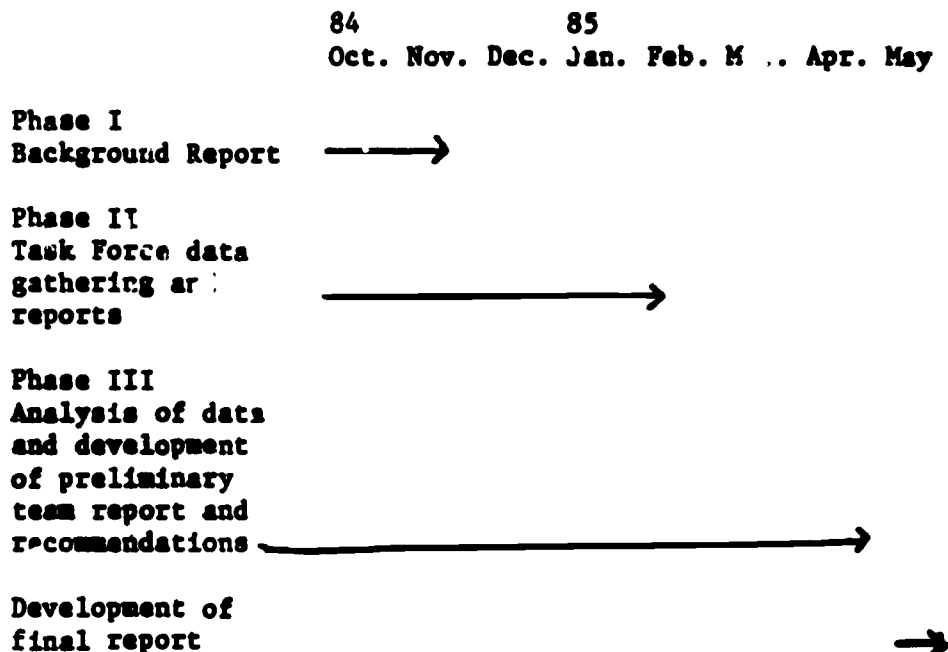 84 85
Oct. Nov. Dec. Jan. Feb. Apr. May
Phase I
Background Report
Phase II
Task Force data
gathering
reports
Phase III
Analysis of data
and development
of preliminary
team report and
recommendations
Development of
final report